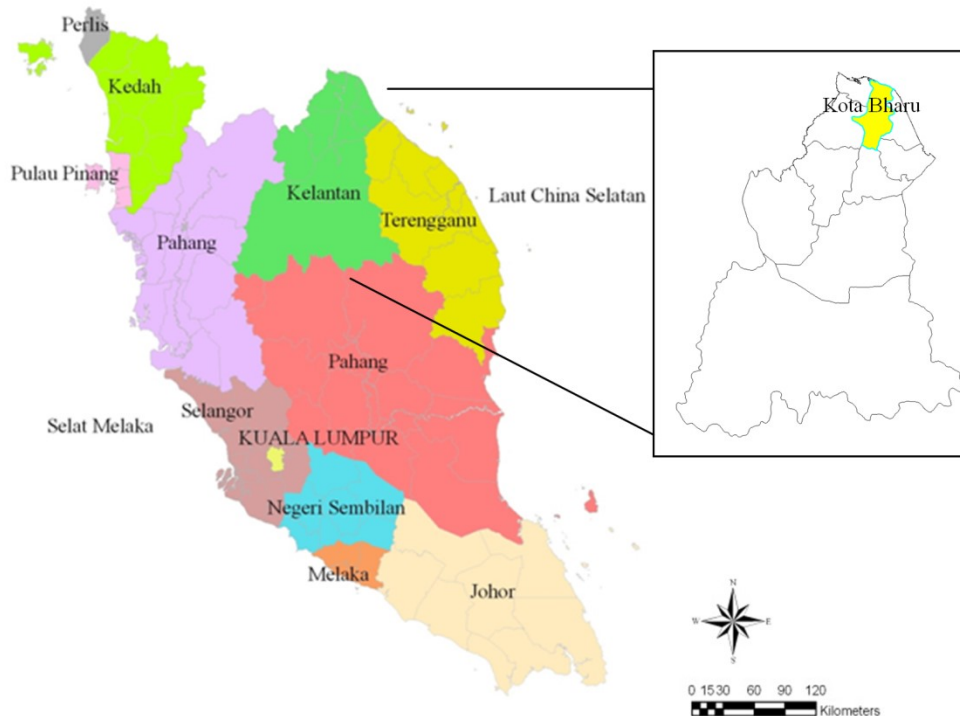 Perlis
Kedah
Kota Bharu
Pulau Pinang
Kelantan
Laut China Selatan
Terengganu
Pahang
Pahang
Selangor
Selat Melaka
KUALA LUMPUR
Negeri Sembilan
Melaka
Johor
N
W E
S
0 15 30 60 90 120
Kilometers